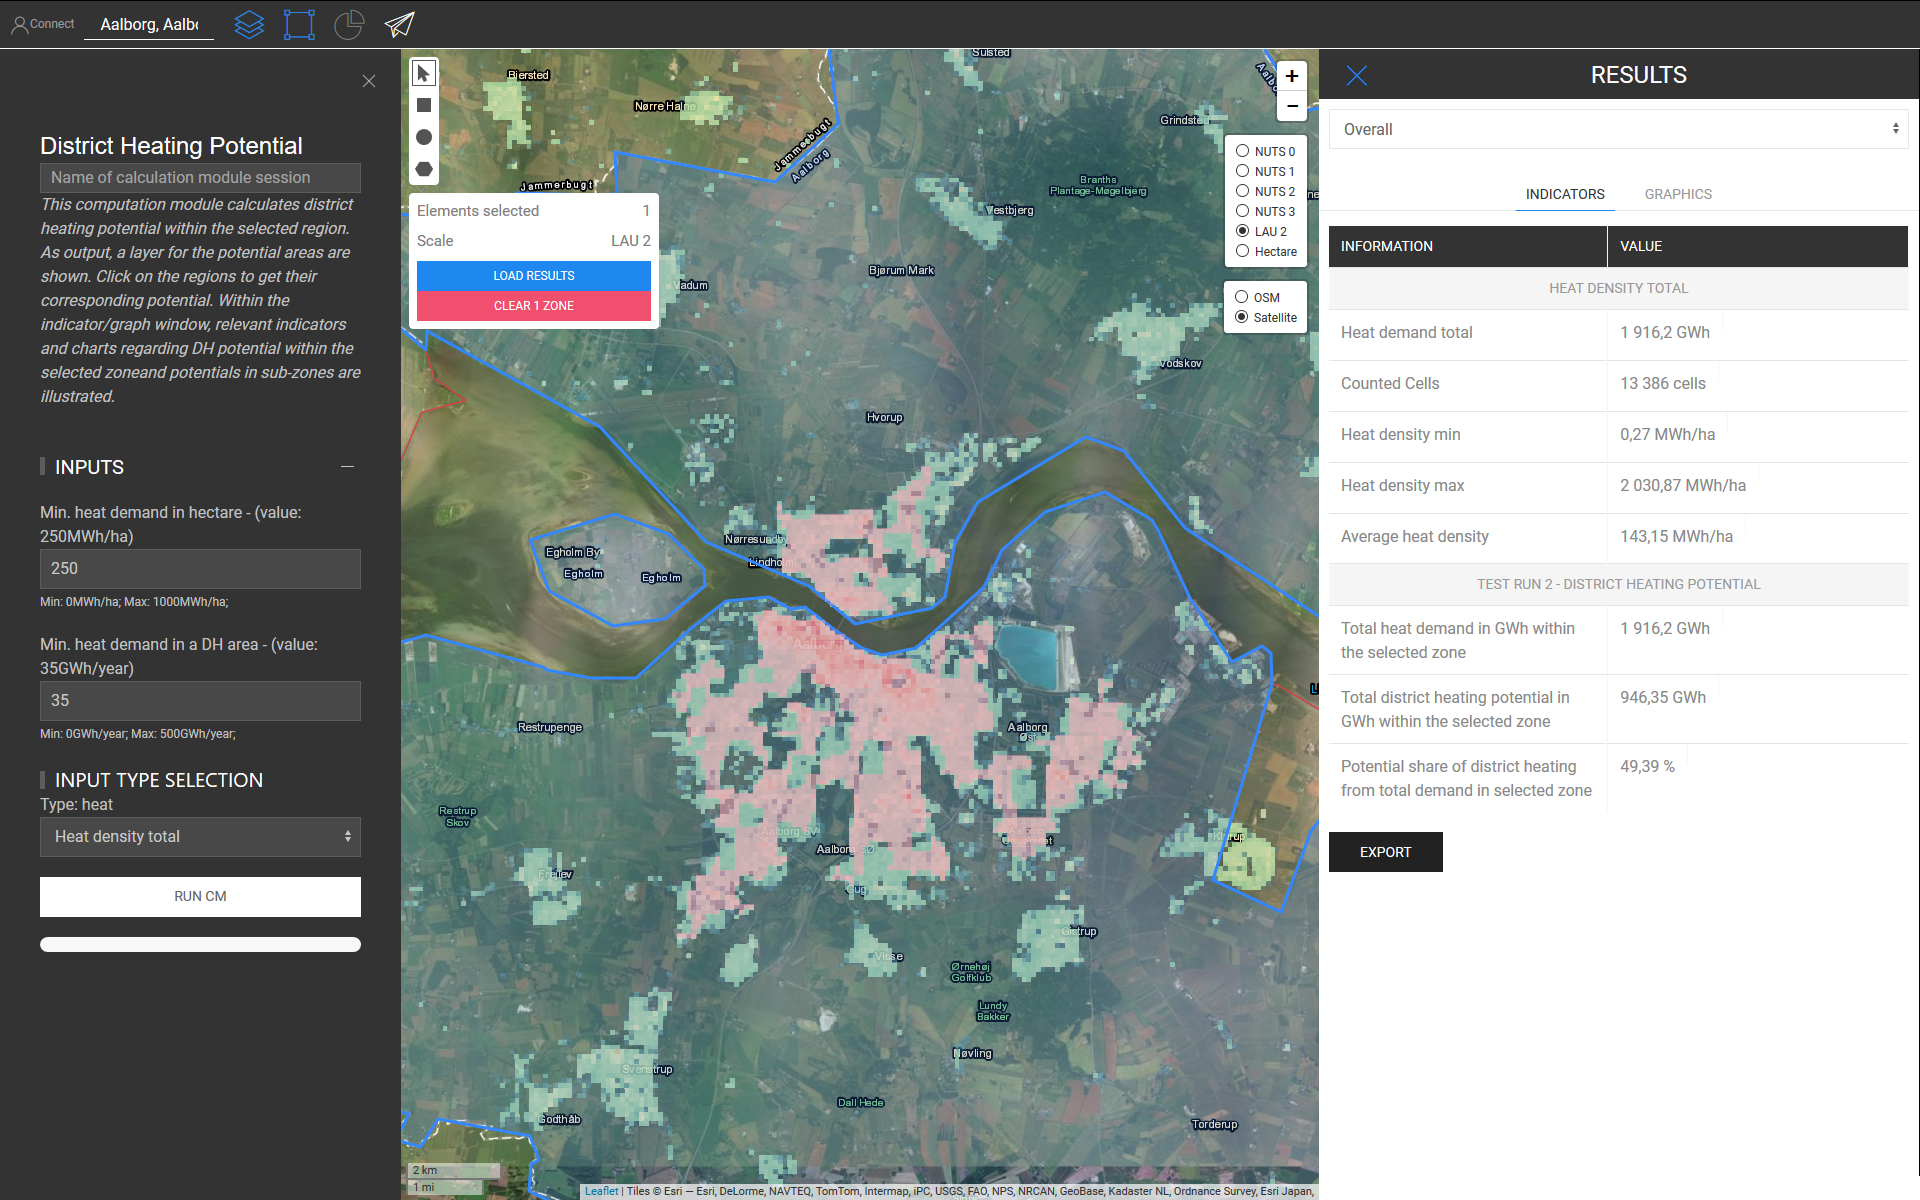 Connect
Aalborg, Aalb
District Heating Potential
Name of calculation module session
This computation module calculates district
heating potential within the selected region.
As output, a layer for the potential areas are
shown. Click on the regions to get their
corresponding potential. Within the
indicator/graph window, relevant indicators
and charts regarding DH potential within the
selected zoneand potentials in sub-zones are
illustrated.
INPUTS
Min. heat demand in hectare - (value:
250MWh/ha)
250
Min: 0MWh/ha; Max: 1000MWh/ha;
Min. heat demand in a DH area - (value:
35GWh/year)
35
Min: 0GWh/year; Max: 500GWh/year;
INPUT TYPE SELECTION
Type: heat
Heat density total
RUN CM
Elements selected 1
Scale LAU 2
LOAD RESULTS
CLEAR 1 ZONE
Biersted
Nørre Halne
Sulsted
Grindsted
Jammerbugt
Aalborg
Jammerbugt
Branths
Plantage-Møgelbjerg
Vestbjerg
Bjørum Mark
Vadum
Vodskov
Hvorup
Nørresundby
Lindholm
Egholm By
Egholm
Egholm
Aalborg
Restrupenge
Aalborg
Øst
Restrup
Skov
Aalborg SV
Aalborg SØ
Aalborg
Universitet
Klarup
Frejlev
Gug
Gistrup
Visse
Ørnehøj
Golfklub
Lundy
Bakker
Nøvling
Svenstrup
Dall Hede
Godthåb
Torderup
+
−
NUTS 0
NUTS 1
NUTS 2
NUTS 3
LAU 2
Hectare
OSM
Satellite
2 km
1 mi
Leaflet | Tiles © Esri — Esri, DeLorme, NAVTEQ, TomTom, Intermap, iPC, USGS, FAO, NPS, NRCAN, GeoBase, Kadaster NL, Ordnance Survey, Esri Japan,
RESULTS
Overall
INDICATORS GRAPHICS
INFORMATION VALUE
HEAT DENSITY TOTAL
Heat demand total 1 916,2 GWh
Counted Cells 13 386 cells
Heat density min 0,27 MWh/ha
Heat density max 2 030,87 MWh/ha
Average heat density 143,15 MWh/ha
TEST RUN 2 - DISTRICT HEATING POTENTIAL
Total heat demand in GWh within
the selected zone 1 916,2 GWh
Total district heating potential in
GWh within the selected zone 946,35 GWh
Potential share of district heating
from total demand in selected zone 49,39 %
EXPORT